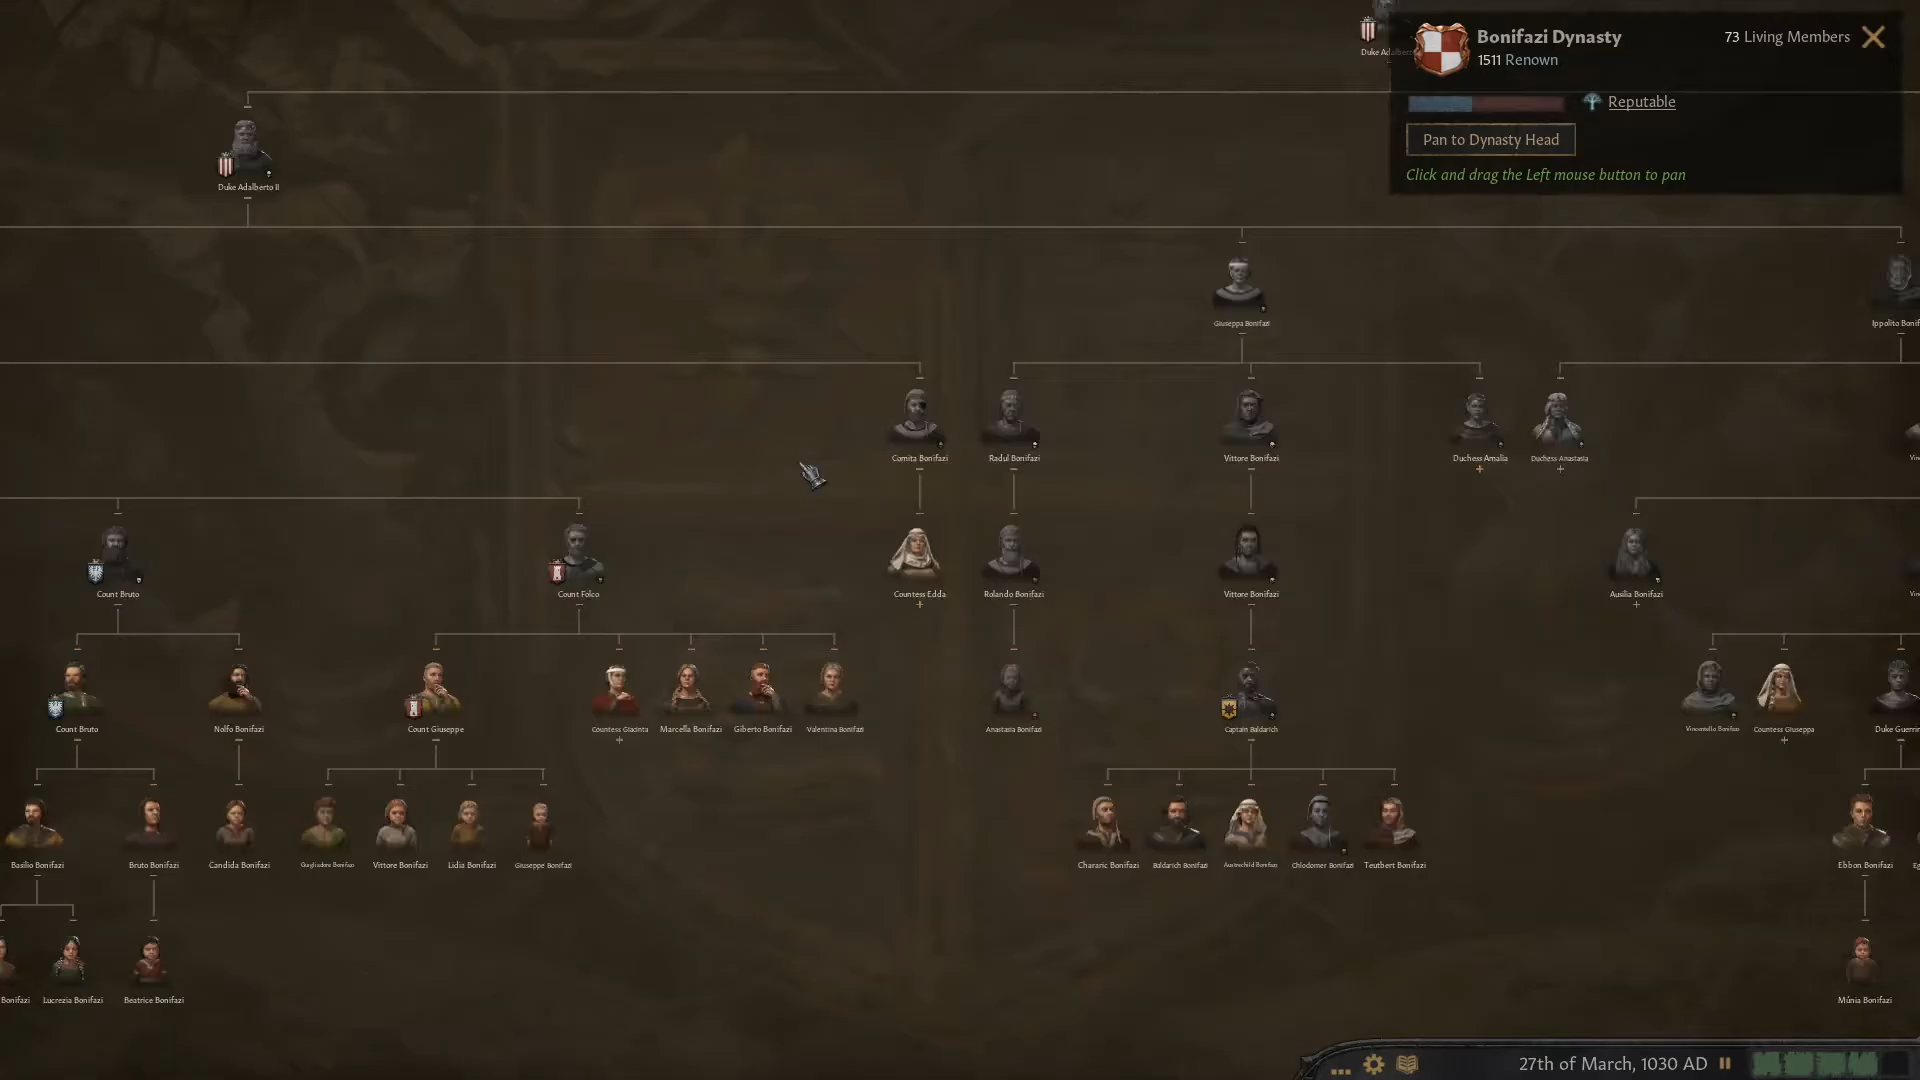 Bonifazi Dynasty
73 Living Members
1511 Renown
Reputable
Pan to Dynasty Head
Click and drag the Left mouse button to pan
Duke Adalberto II
Giuseppa Bonifazi
Comita Bonifazi
Radul Bonifazi
Vittore Bonifazi
Duchess Amalia
Duchess Anastasia
Count Bruto
Count Folco
Countess Edda
Rolando Bonifazi
Vittore Bonifazi
Ausilia Bonifazi
Count Bruto
Nolfo Bonifazi
Count Giuseppe
Countess Giacinta
Marcella Bonifazi
Giberto Bonifazi
Valentina Bonifazi
Anastasia Bonifazi
Captain Baldarich
Vincentello Bonifazi
Countess Giuseppa
Basilio Bonifazi
Bruto Bonifazi
Candida Bonifazi
Vittore Bonifazi
Lidia Bonifazi
Giuseppe Bonifazi
Chararic Bonifazi
Baldarich Bonifazi
Austrechild Bonifazi
Chlodomer Bonifazi
Teutbert Bonifazi
Ebbon Bonifazi
Bonifazi
Lucrezia Bonifazi
Beatrice Bonifazi
Múnia Bonifazi
27th of March, 1030 AD